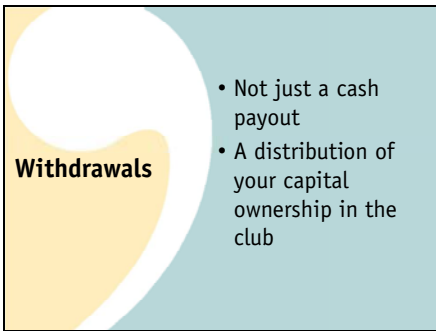 Withdrawals
• Not just a cash
payout
• A distribution of
your capital
ownership in the
club